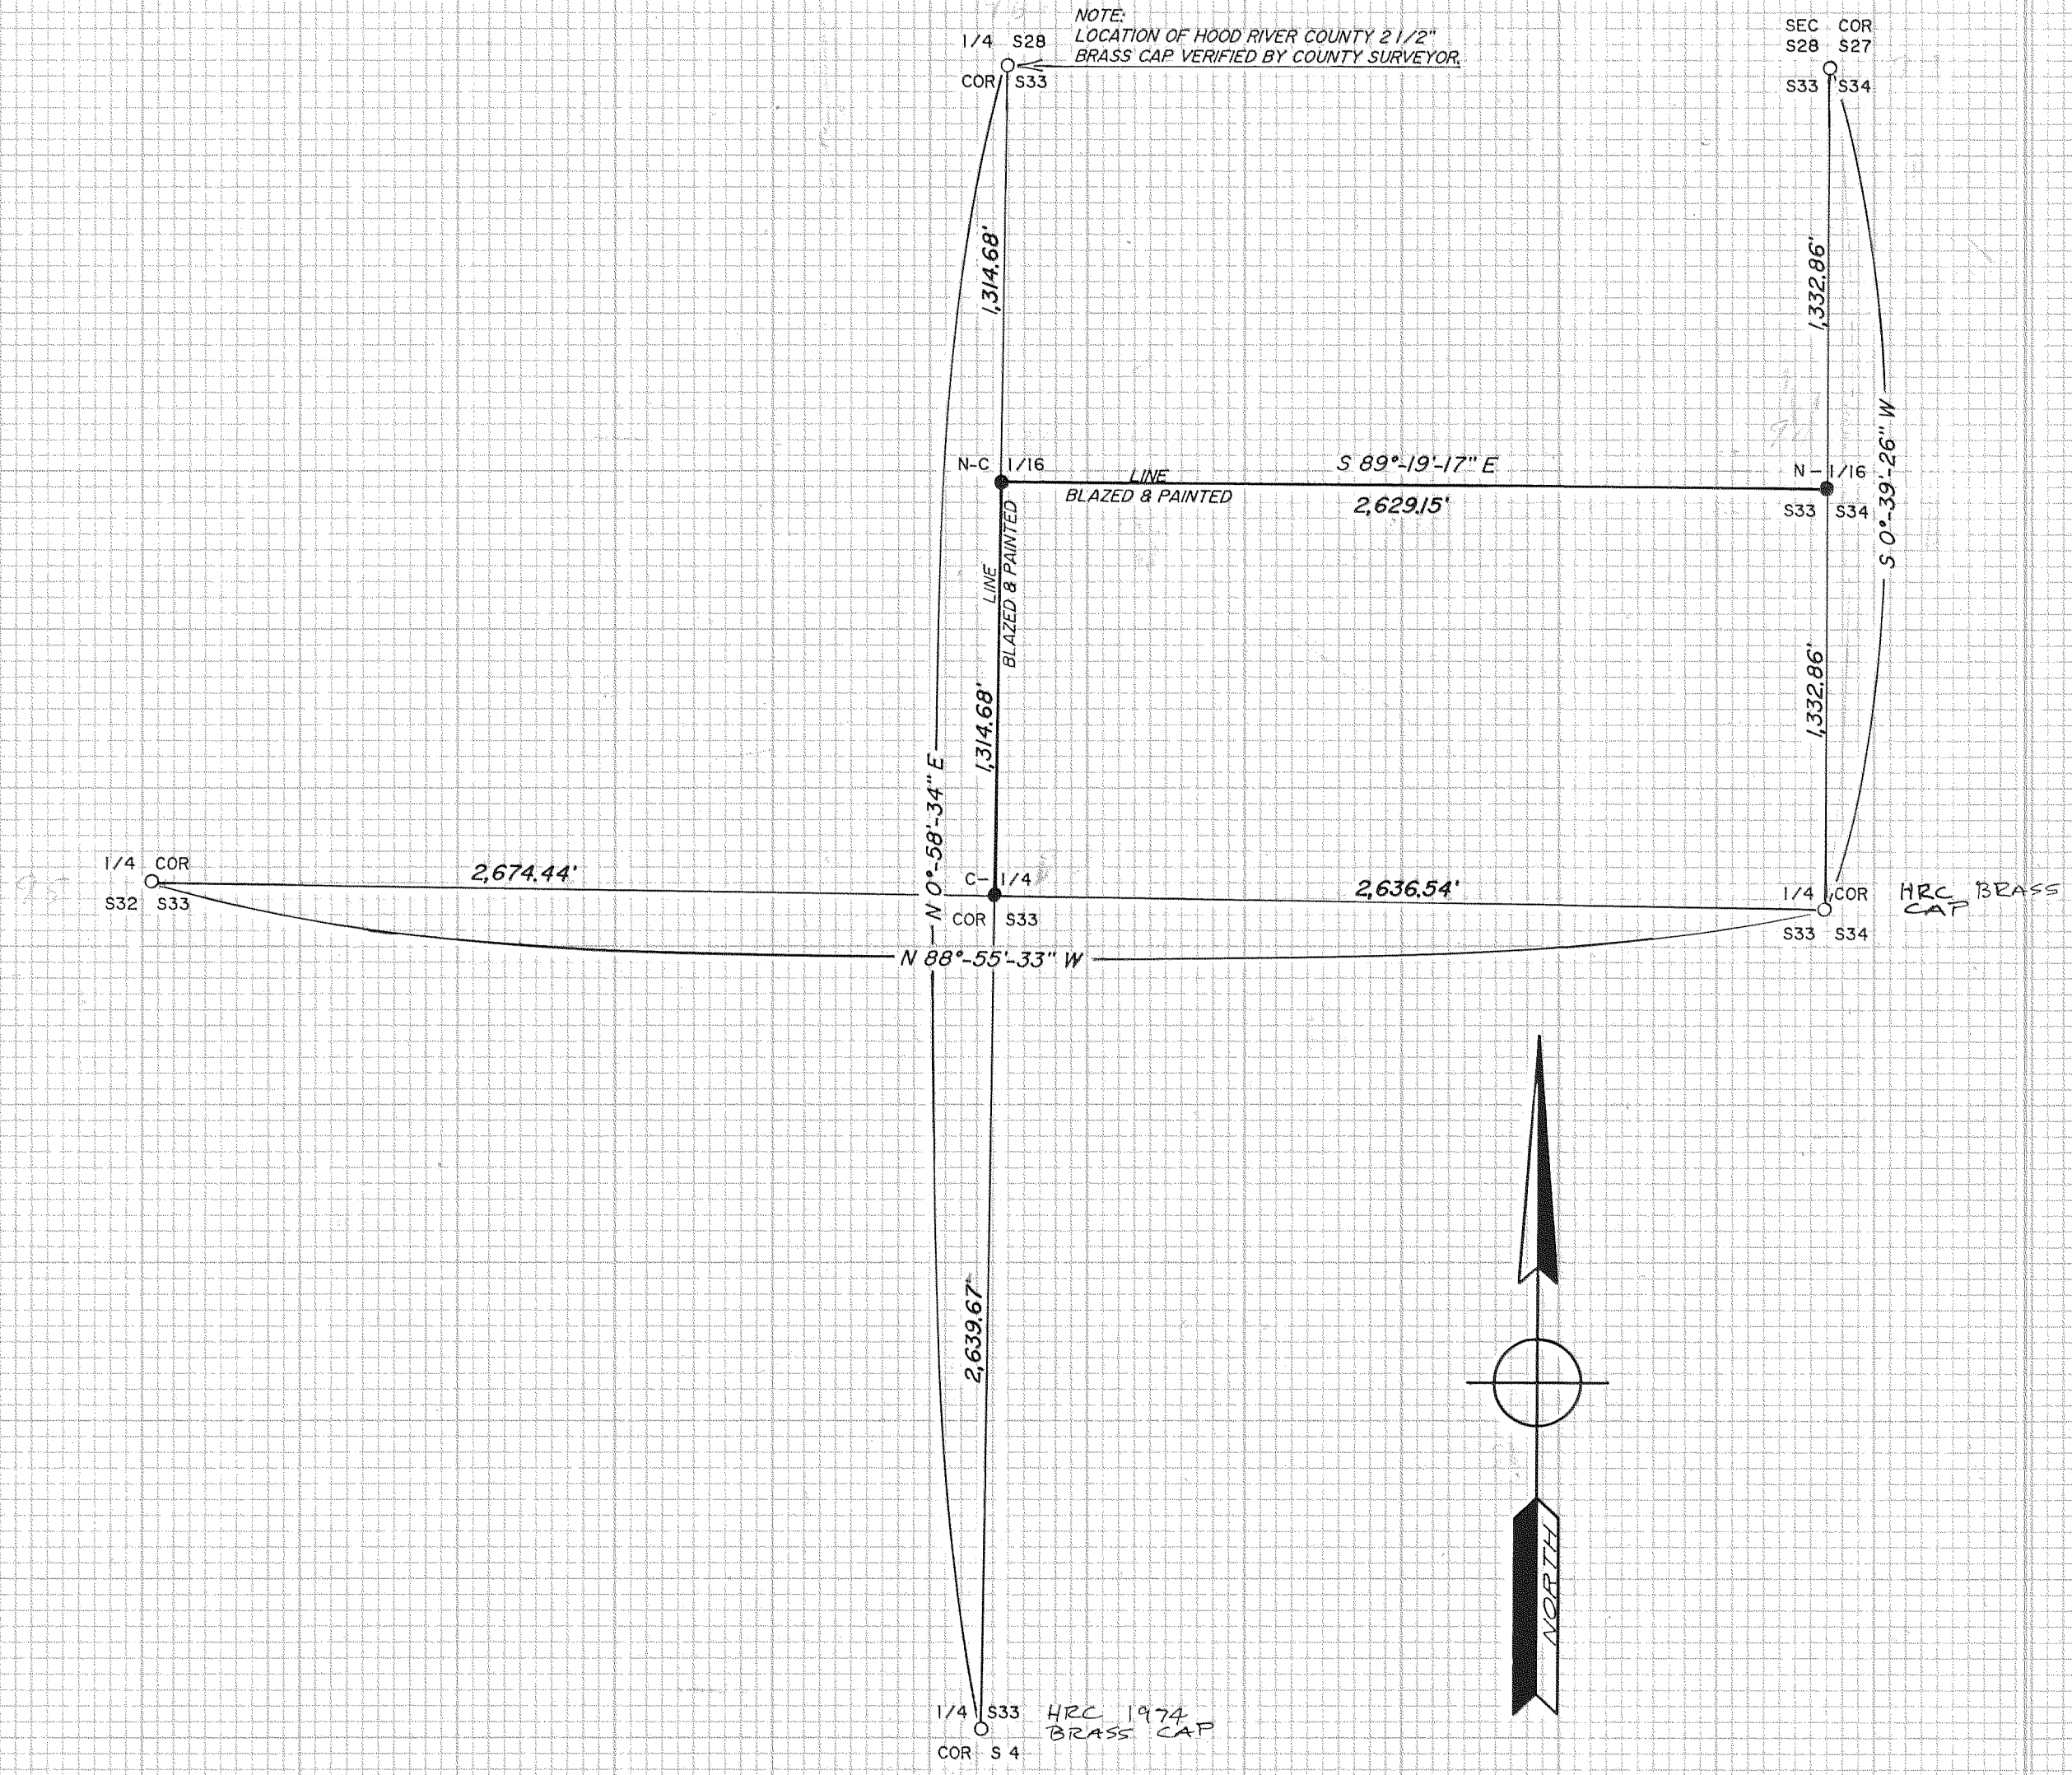 NOTE:
LOCATION OF HOOD RIVER COUNTY 2 1/2"
BRASS CAP VERIFIED BY COUNTY SURVEYOR.
1/4 S28
COR S33
SEC COR
S28 S27
S33 S34
1,314.68'
1,332.86'
S 0°-39'-26" W
N-C 1/16
LINE
BLAZED & PAINTED
S 89°-19'-17" E
2,629.15'
N-1/16
S33 S34
LINE
BLAZED & PAINTED
1,314.68'
1,332.86'
N 0°-58'-34" E
1/4 COR
S32 S33
2,674.44'
C-1/4
COR S33
2,636.54'
1/4 COR
S33 S34
HRC BRASS
CAP
N 88°-55'-33" W
2,639.67'
NORTH
1/4 S33
COR S 4
HRC 1974
BRASS CAP